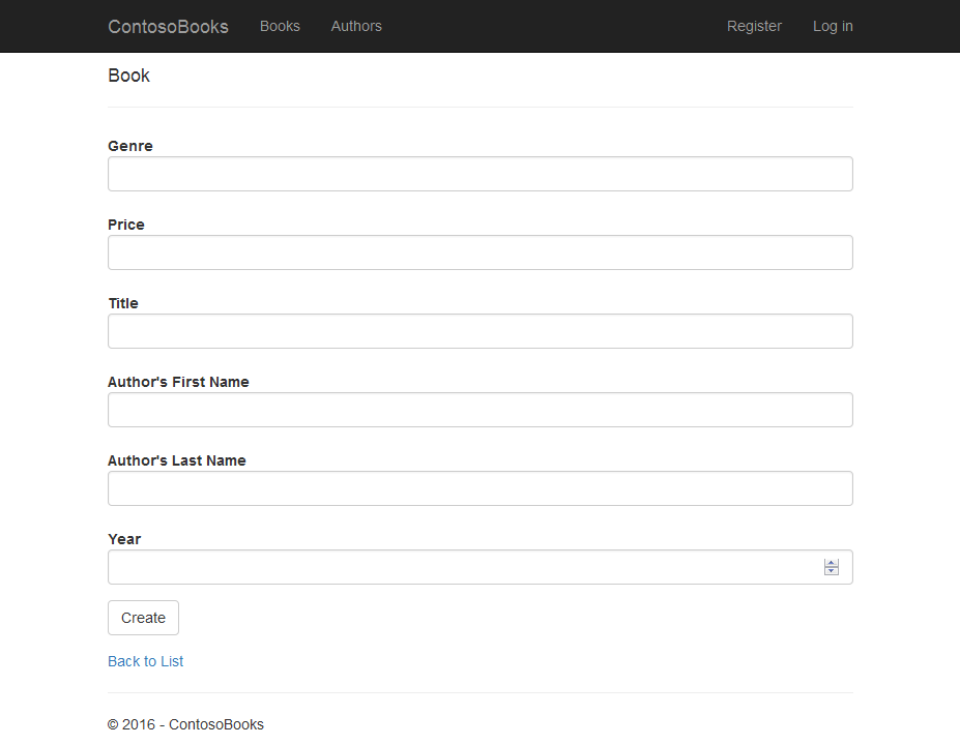 ContosoBooks Books Authors Register Log in
Book
Genre
Price
Title
Author's First Name
Author's Last Name
Year
Create
Back to List
© 2016 - ContosoBooks